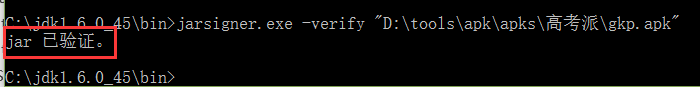 C:\jdk1.6.0_45\bin>jarsigner.exe -verify "D:\tools\apk\apks\高考派\gkp.apk"
jar 已验证。
C:\jdk1.6.0_45\bin>